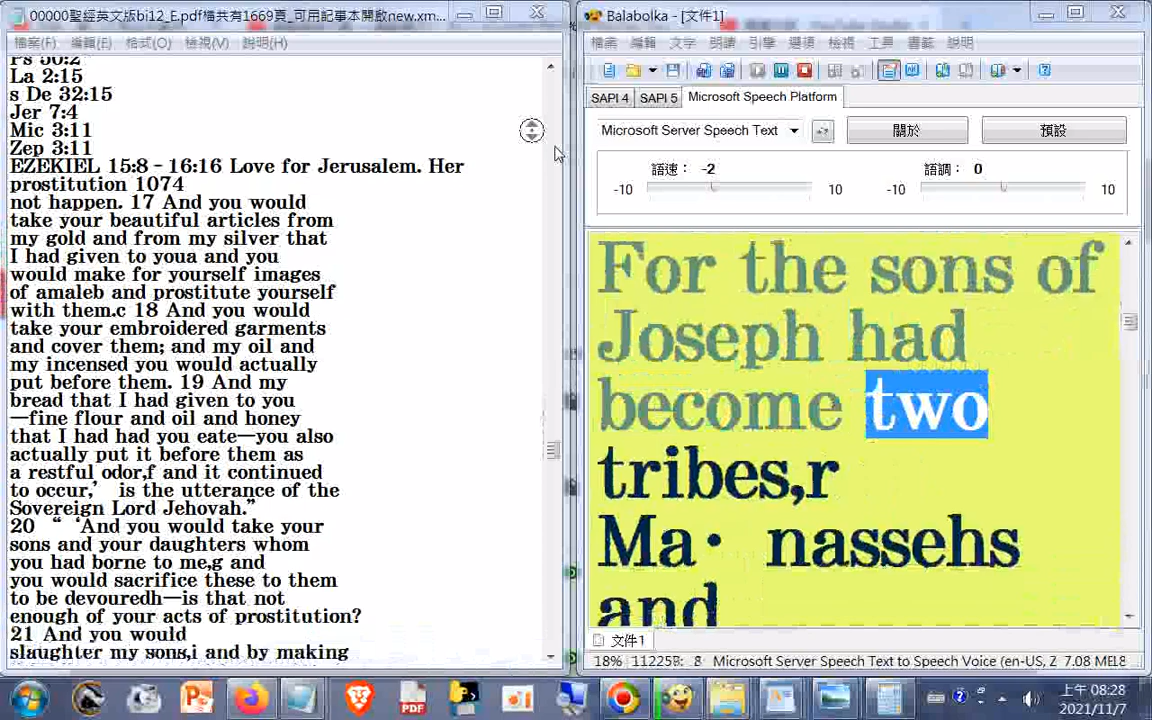 00000聖經英文版bi12_E.pdf檔共有1669頁_可用記事本開啟new.xm...
檔案(F) 編輯(E) 格式(O) 檢視(V) 說明(H)
Ps 50:2
La 2:15
s De 32:15
Jer 7:4
Mic 3:11
Zep 3:11
EZEKIEL 15:8–16:16 Love for Jerusalem. Her
prostitution 1074
not happen. 17 And you would
take your beautiful articles from
my gold and from my silver that
I had given to youa and you
would make for yourself images
of amaleb and prostitute yourself
with them.c 18 And you would
take your embroidered garments
and cover them; and my oil and
my incensed you would actually
put before them. 19 And my
bread that I had given to you
—fine flour and oil and honey
that I had had you eate—you also
actually put it before them as
a restful odor,f and it continued
to occur,’ is the utterance of the
Sovereign Lord Jehovah.”
20 “ ‘And you would take your
sons and your daughters whom
you had borne to me,g and
you would sacrifice these to them
to be devouredh—is that not
enough of your acts of prostitution?
21 And you would
slaughter my sons,i and by making
Balabolka - [文件1]
檔案 編輯 文字 朗讀 引擎 選項 檢視 工具 書籤 說明
SAPI 4 SAPI 5 Microsoft Speech Platform
Microsoft Server Speech Text
關於 預設
語速： -2 語調： 0
-10 10 -10 10
For the sons of
Joseph had
become two
tribes,r
Ma· nassehs
and
文件1
18% Microsoft Server Speech Text to Speech Voice (en-US, Z
上午 08:28
2021/11/7